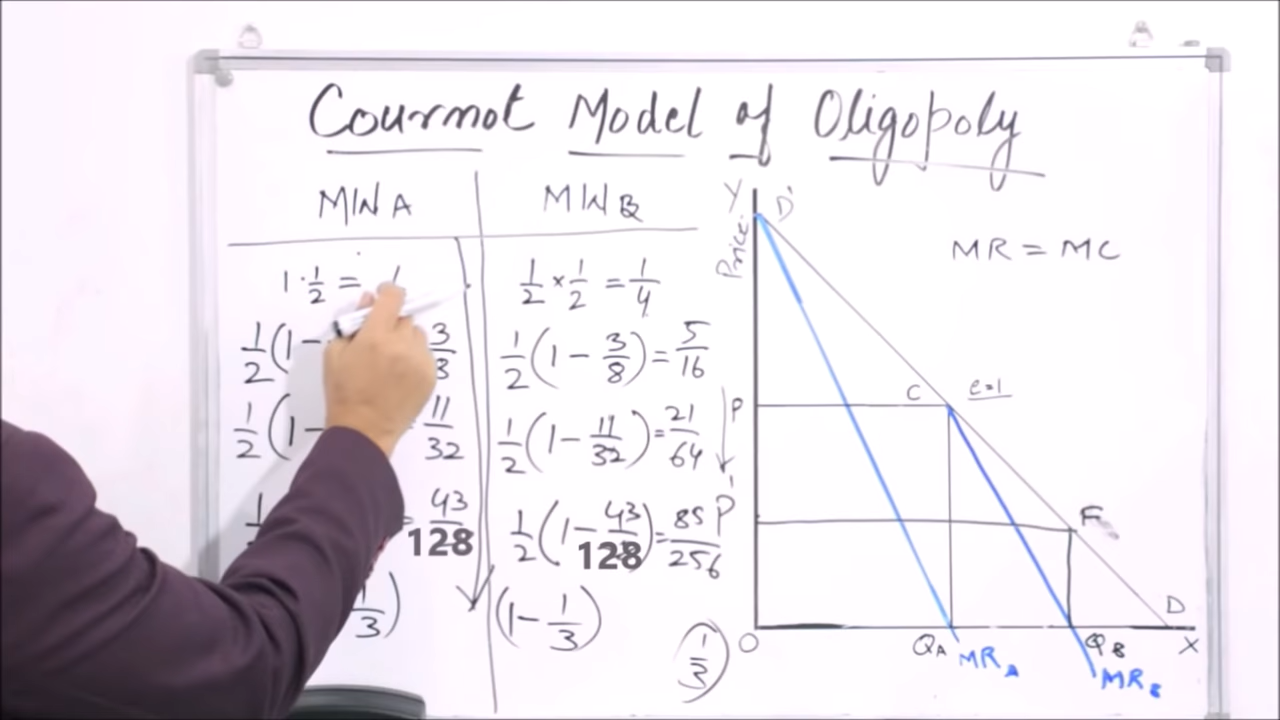 Cournot Model of Oligopoly
MIN A
MIN B
1·1/2 =
1/2 × 1/2 = 1/4
1/2 (1 -
3/3
1/2 (1 - 3/8) = 5/16
1/2 (1 -
= 11/32
1/2 (1 - 11/32) = 21/64
= 43/128
1/2 (1 - 43/128) = 85/256
1/3)
(1 - 1/3)
1/3
Y
D'
Price
MR = MC
P
C
e=1
P'
F
D
O
QA
QB
X
MRA
MRB